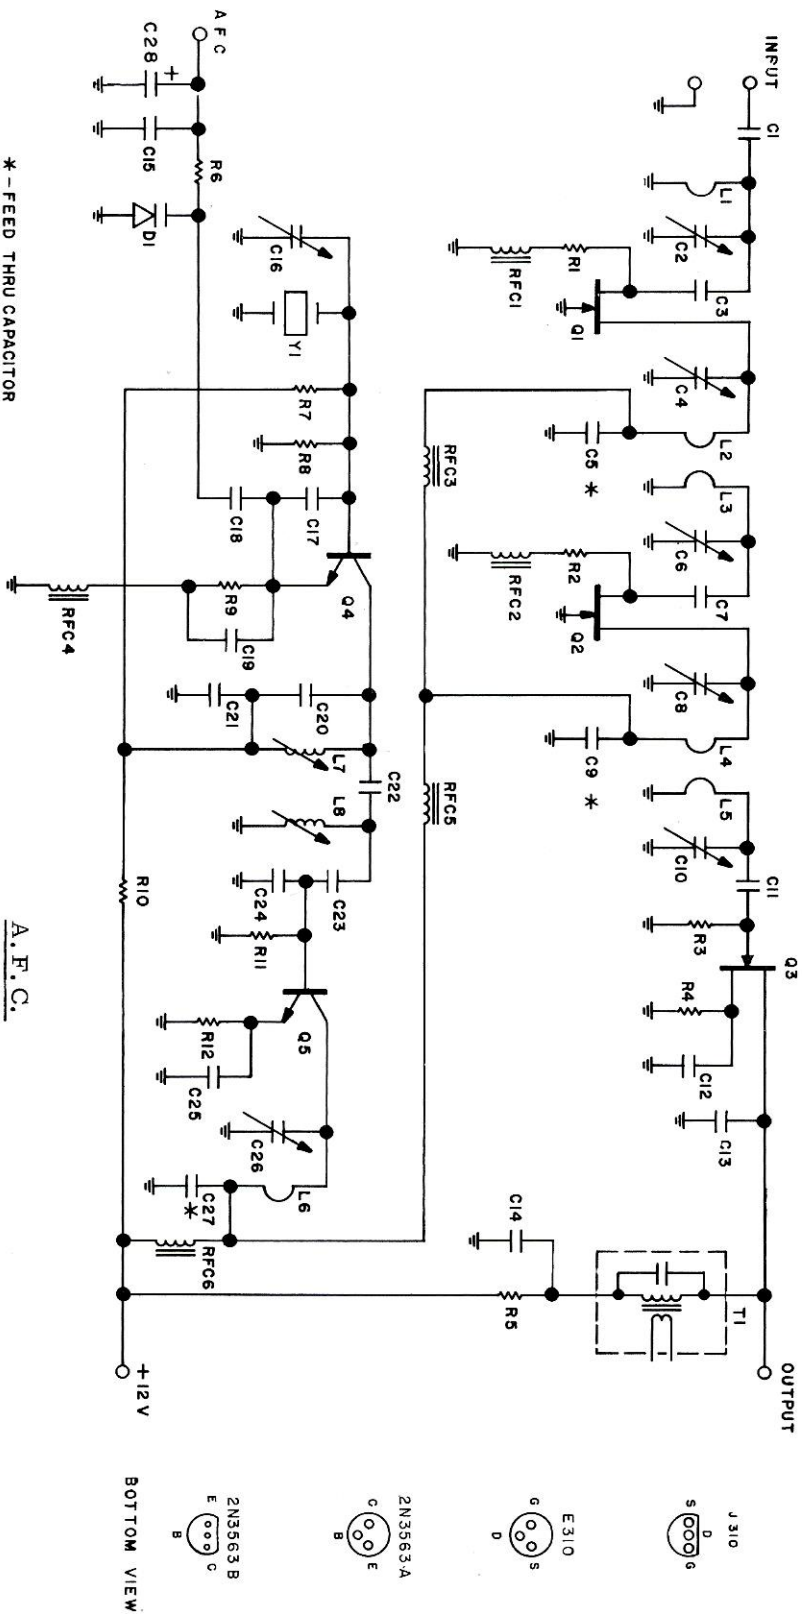 INPUT
C1
L1
C2
C3
R1
RFC1
Q1
C4
L2
C5 *
L3
C6
C7
R2
RFC2
Q2
C8
L4
C9 *
L5
C10
C11
R3
Q3
R4
C12
C13
T1
OUTPUT
C14
R5
RFC3
RFC5
AFC
C28
+
C15
R6
D1
C16
Y1
R7
R8
C17
C18
Q4
R9
C19
RFC4
C20
C21
L7
C22
L8
C23
C24
R11
R10
Q5
R12
C25
C26
L6
C27 *
RFC6
+12V
* - FEED THRU CAPACITOR
A.F.C.
J310
S D G
E310
G S D
2N3563A
C E B
2N3563B
E B C
BOTTOM VIEW